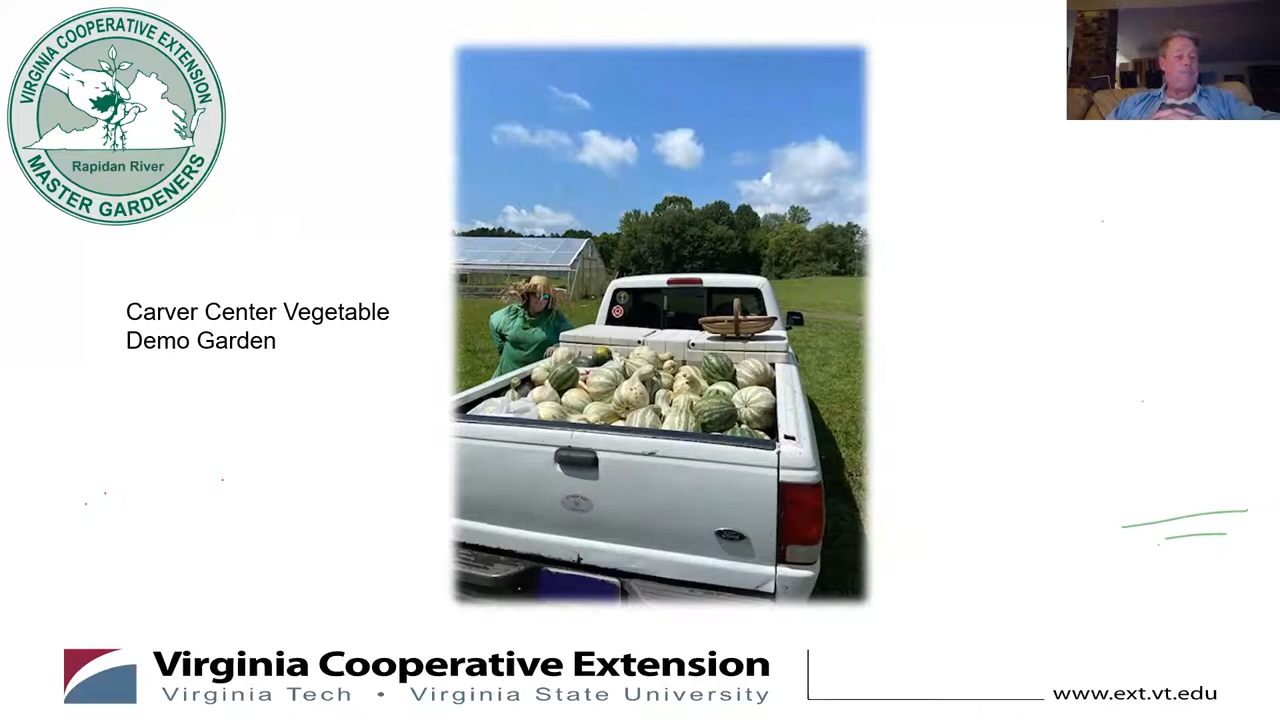 VIRGINIA COOPERATIVE EXTENSION
Rapidan River
MASTER GARDENERS
Carver Center Vegetable
Demo Garden
Ford
Virginia Cooperative Extension
Virginia Tech • Virginia State University
www.ext.vt.edu